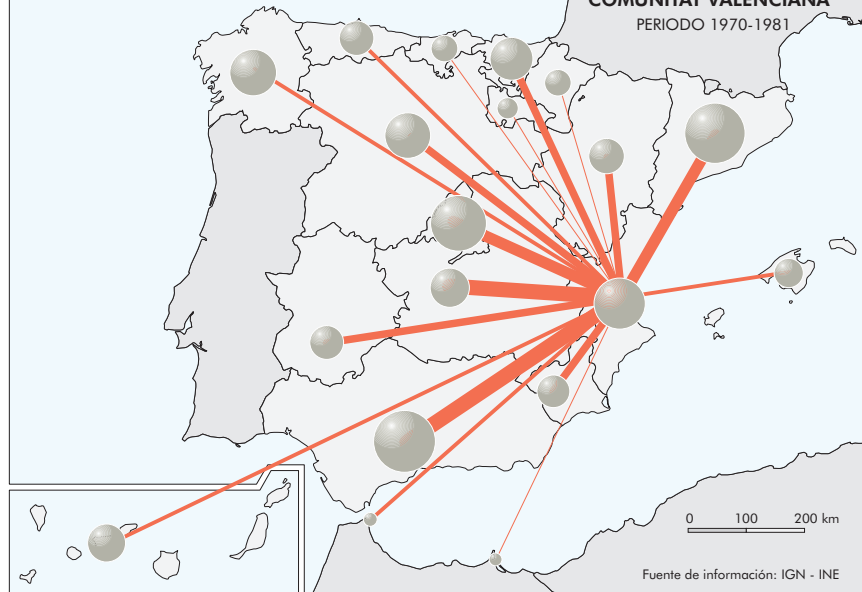 COMUNITAT VALENCIANA
PERIODO 1970-1981
0 100 200 km
Fuente de información: IGN - INE